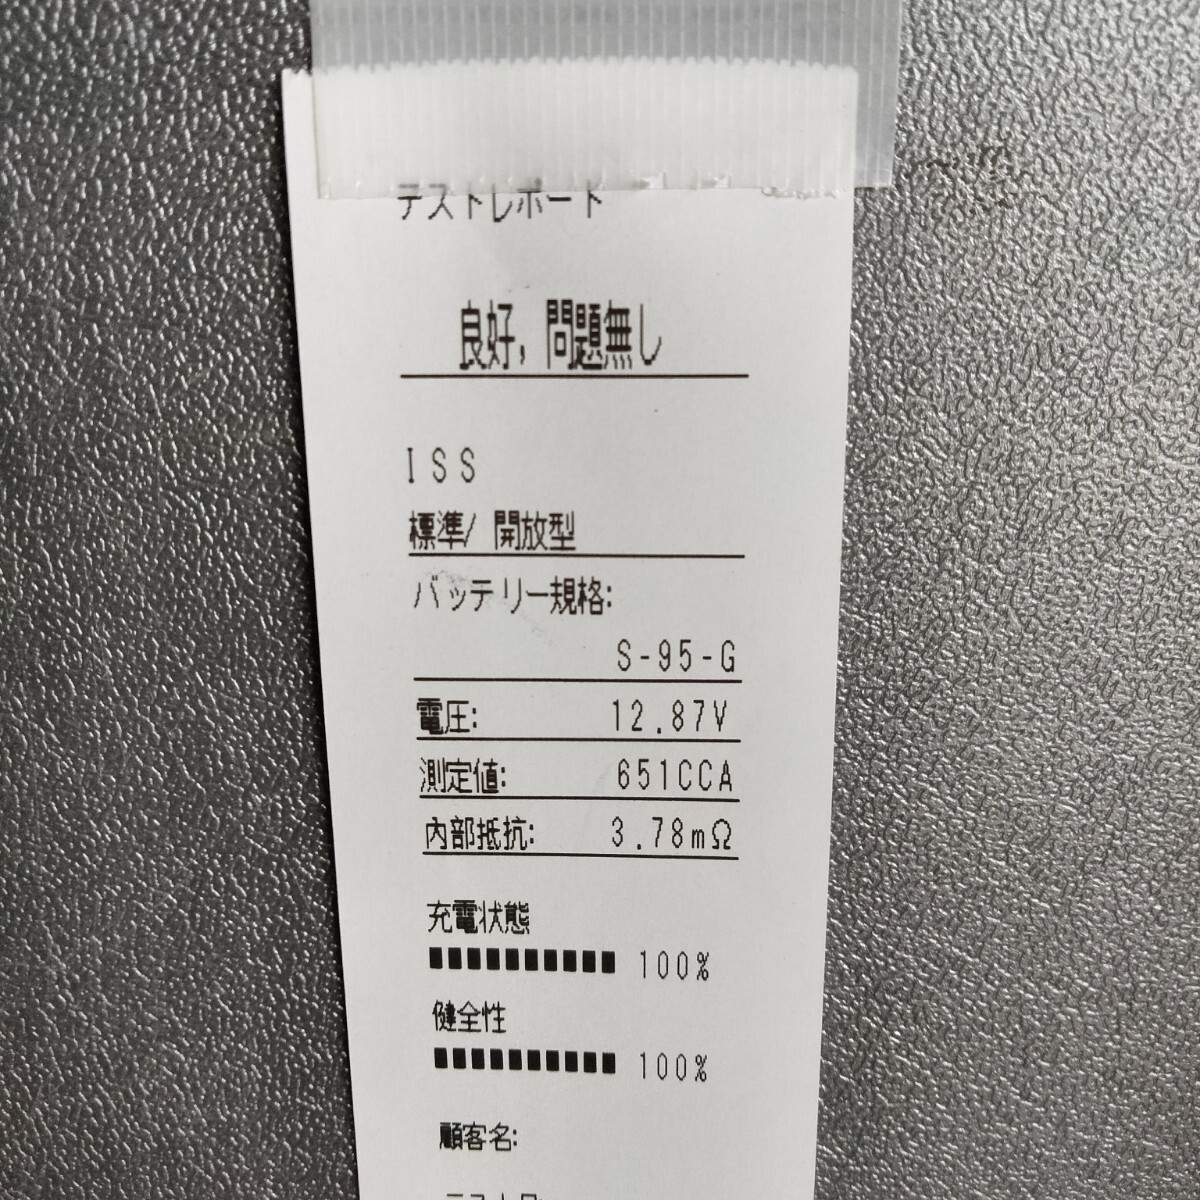 テストレポート
良好, 問題無し
ISS
標準/ 開放型
バッテリー規格:
S-95-G
電圧: 12.87V
測定値: 651CCA
内部抵抗: 3.78mΩ
充電状態
100%
健全性
100%
顧客名: